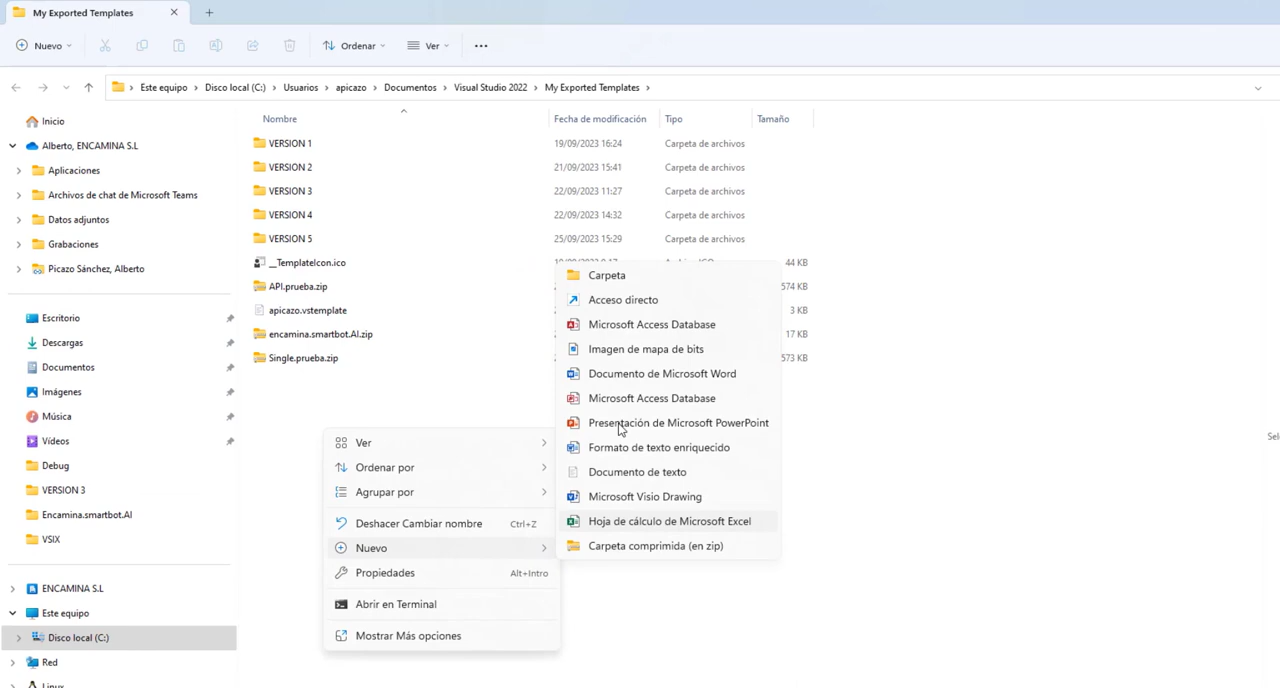 My Exported Templates
Nuevo
Ordenar
Ver
Este equipo
Disco local (C:)
Usuarios
apicazo
Documentos
Visual Studio 2022
My Exported Templates
Nombre
Fecha de modificación
Tipo
Tamaño
Inicio
Alberto, ENCAMINA S.L
Aplicaciones
Archivos de chat de Microsoft Teams
Datos adjuntos
Grabaciones
Picazo Sánchez, Alberto
Escritorio
Descargas
Documentos
Imágenes
Música
Vídeos
Debug
VERSION 3
Encamina.smartbot.AI
VSIX
ENCAMINA S.L
Este equipo
Disco local (C:)
Red
Linux
VERSION 1 19/09/2023 16:24 Carpeta de archivos
VERSION 2 21/09/2023 15:41 Carpeta de archivos
VERSION 3 22/09/2023 11:27 Carpeta de archivos
VERSION 4 22/09/2023 14:32 Carpeta de archivos
VERSION 5 25/09/2023 15:29 Carpeta de archivos
__TemplateIcon.ico 44 KB
API.prueba.zip 574 KB
apicazo.vstemplate 3 KB
encamina.smartbot.AI.zip 17 KB
Single.prueba.zip 573 KB
Ver
Ordenar por
Agrupar por
Deshacer Cambiar nombre Ctrl+Z
Nuevo
Propiedades Alt+Intro
Abrir en Terminal
Mostrar Más opciones
Carpeta
Acceso directo
Microsoft Access Database
Imagen de mapa de bits
Documento de Microsoft Word
Microsoft Access Database
Presentación de Microsoft PowerPoint
Formato de texto enriquecido
Documento de texto
Microsoft Visio Drawing
Hoja de cálculo de Microsoft Excel
Carpeta comprimida (en zip)